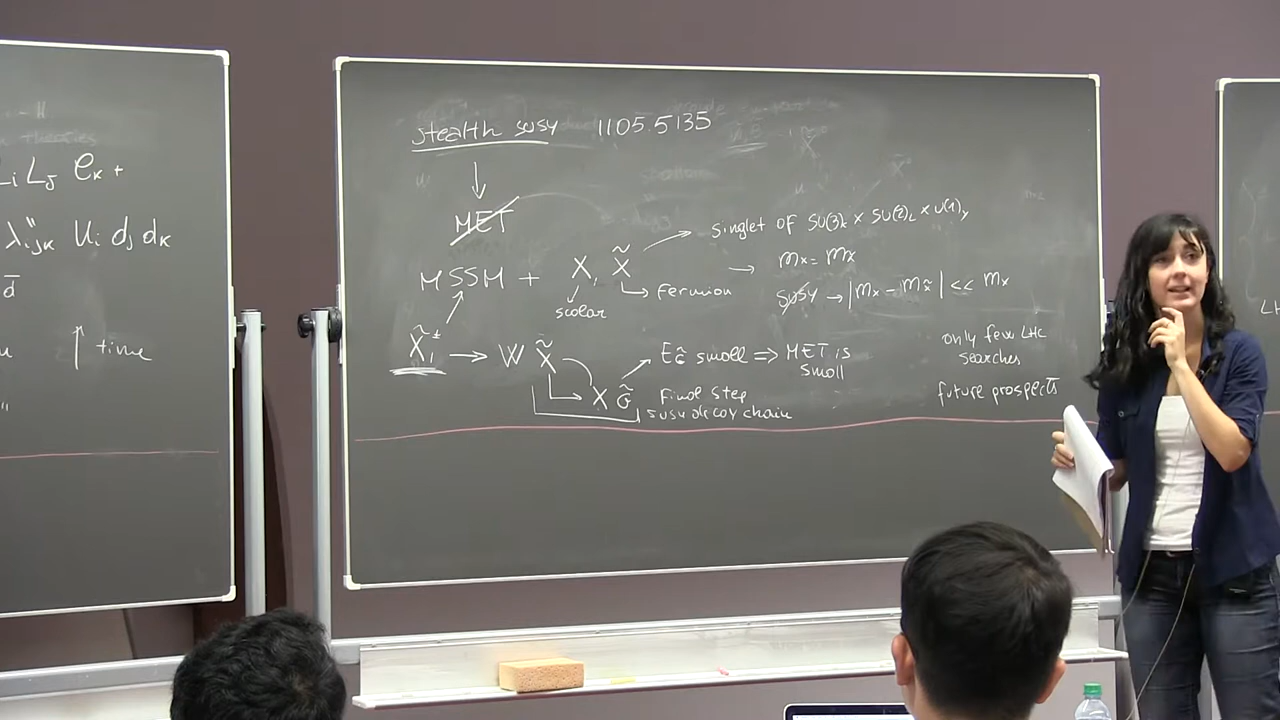 theories
Li Lj eK +
λ''ijK Ui dj dK
d̄
↑ time
stealth susy 1105.5135
↓
MET
MSSM + X, X̃ → singlet of SU(3)c × SU(2)L × U(1)y
→ mx = mx̃
scalar
Fermion
SUSY → |mx - mx̃| << mx
X̃1± → W X̃
→ X G̃
EG̃ small => MET is small
Final step
susy decay chain
only few LHC
searches
future prospects